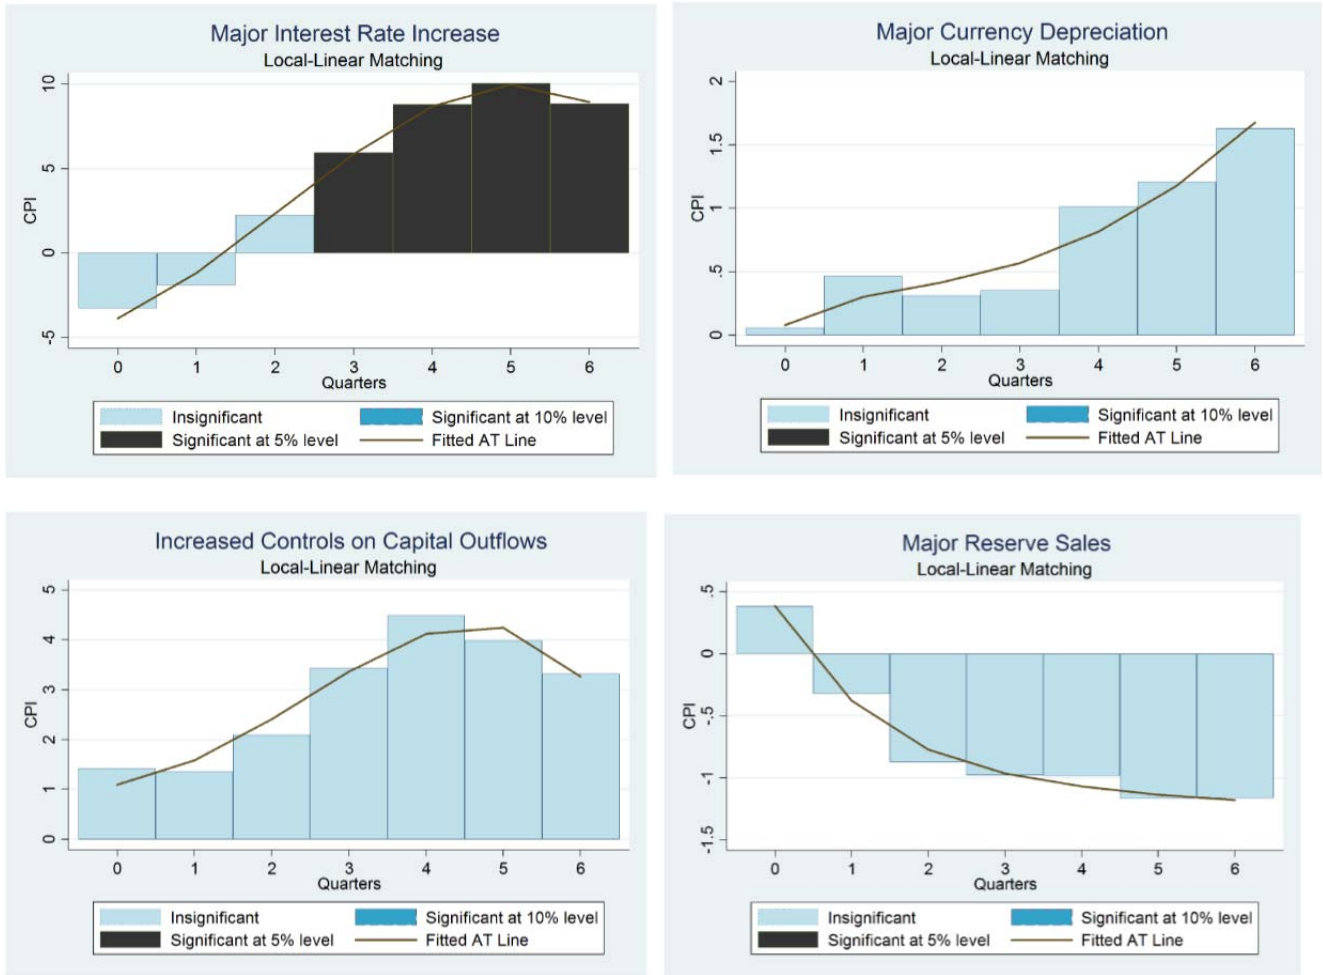 Major Interest Rate Increase
Local-Linear Matching
10
5
0
-5
CPI
0 1 2 3 4 5 6
Quarters
Insignificant Significant at 10% level
Significant at 5% level Fitted AT Line
Major Currency Depreciation
Local-Linear Matching
2
1.5
1
.5
0
CPI
0 1 2 3 4 5 6
Quarters
Insignificant Significant at 10% level
Significant at 5% level Fitted AT Line
Increased Controls on Capital Outflows
Local-Linear Matching
5
4
3
2
1
0
CPI
0 1 2 3 4 5 6
Quarters
Insignificant Significant at 10% level
Significant at 5% level Fitted AT Line
Major Reserve Sales
Local-Linear Matching
.5
0
-.5
-1
-1.5
CPI
0 1 2 3 4 5 6
Quarters
Insignificant Significant at 10% level
Significant at 5% level Fitted AT Line